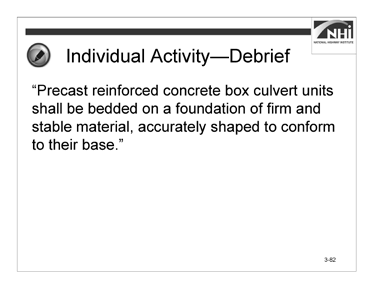 NHI
NATIONAL HIGHWAY INSTITUTE
Individual Activity—Debrief
“Precast reinforced concrete box culvert units
shall be bedded on a foundation of firm and
stable material, accurately shaped to conform
to their base.”
3-82